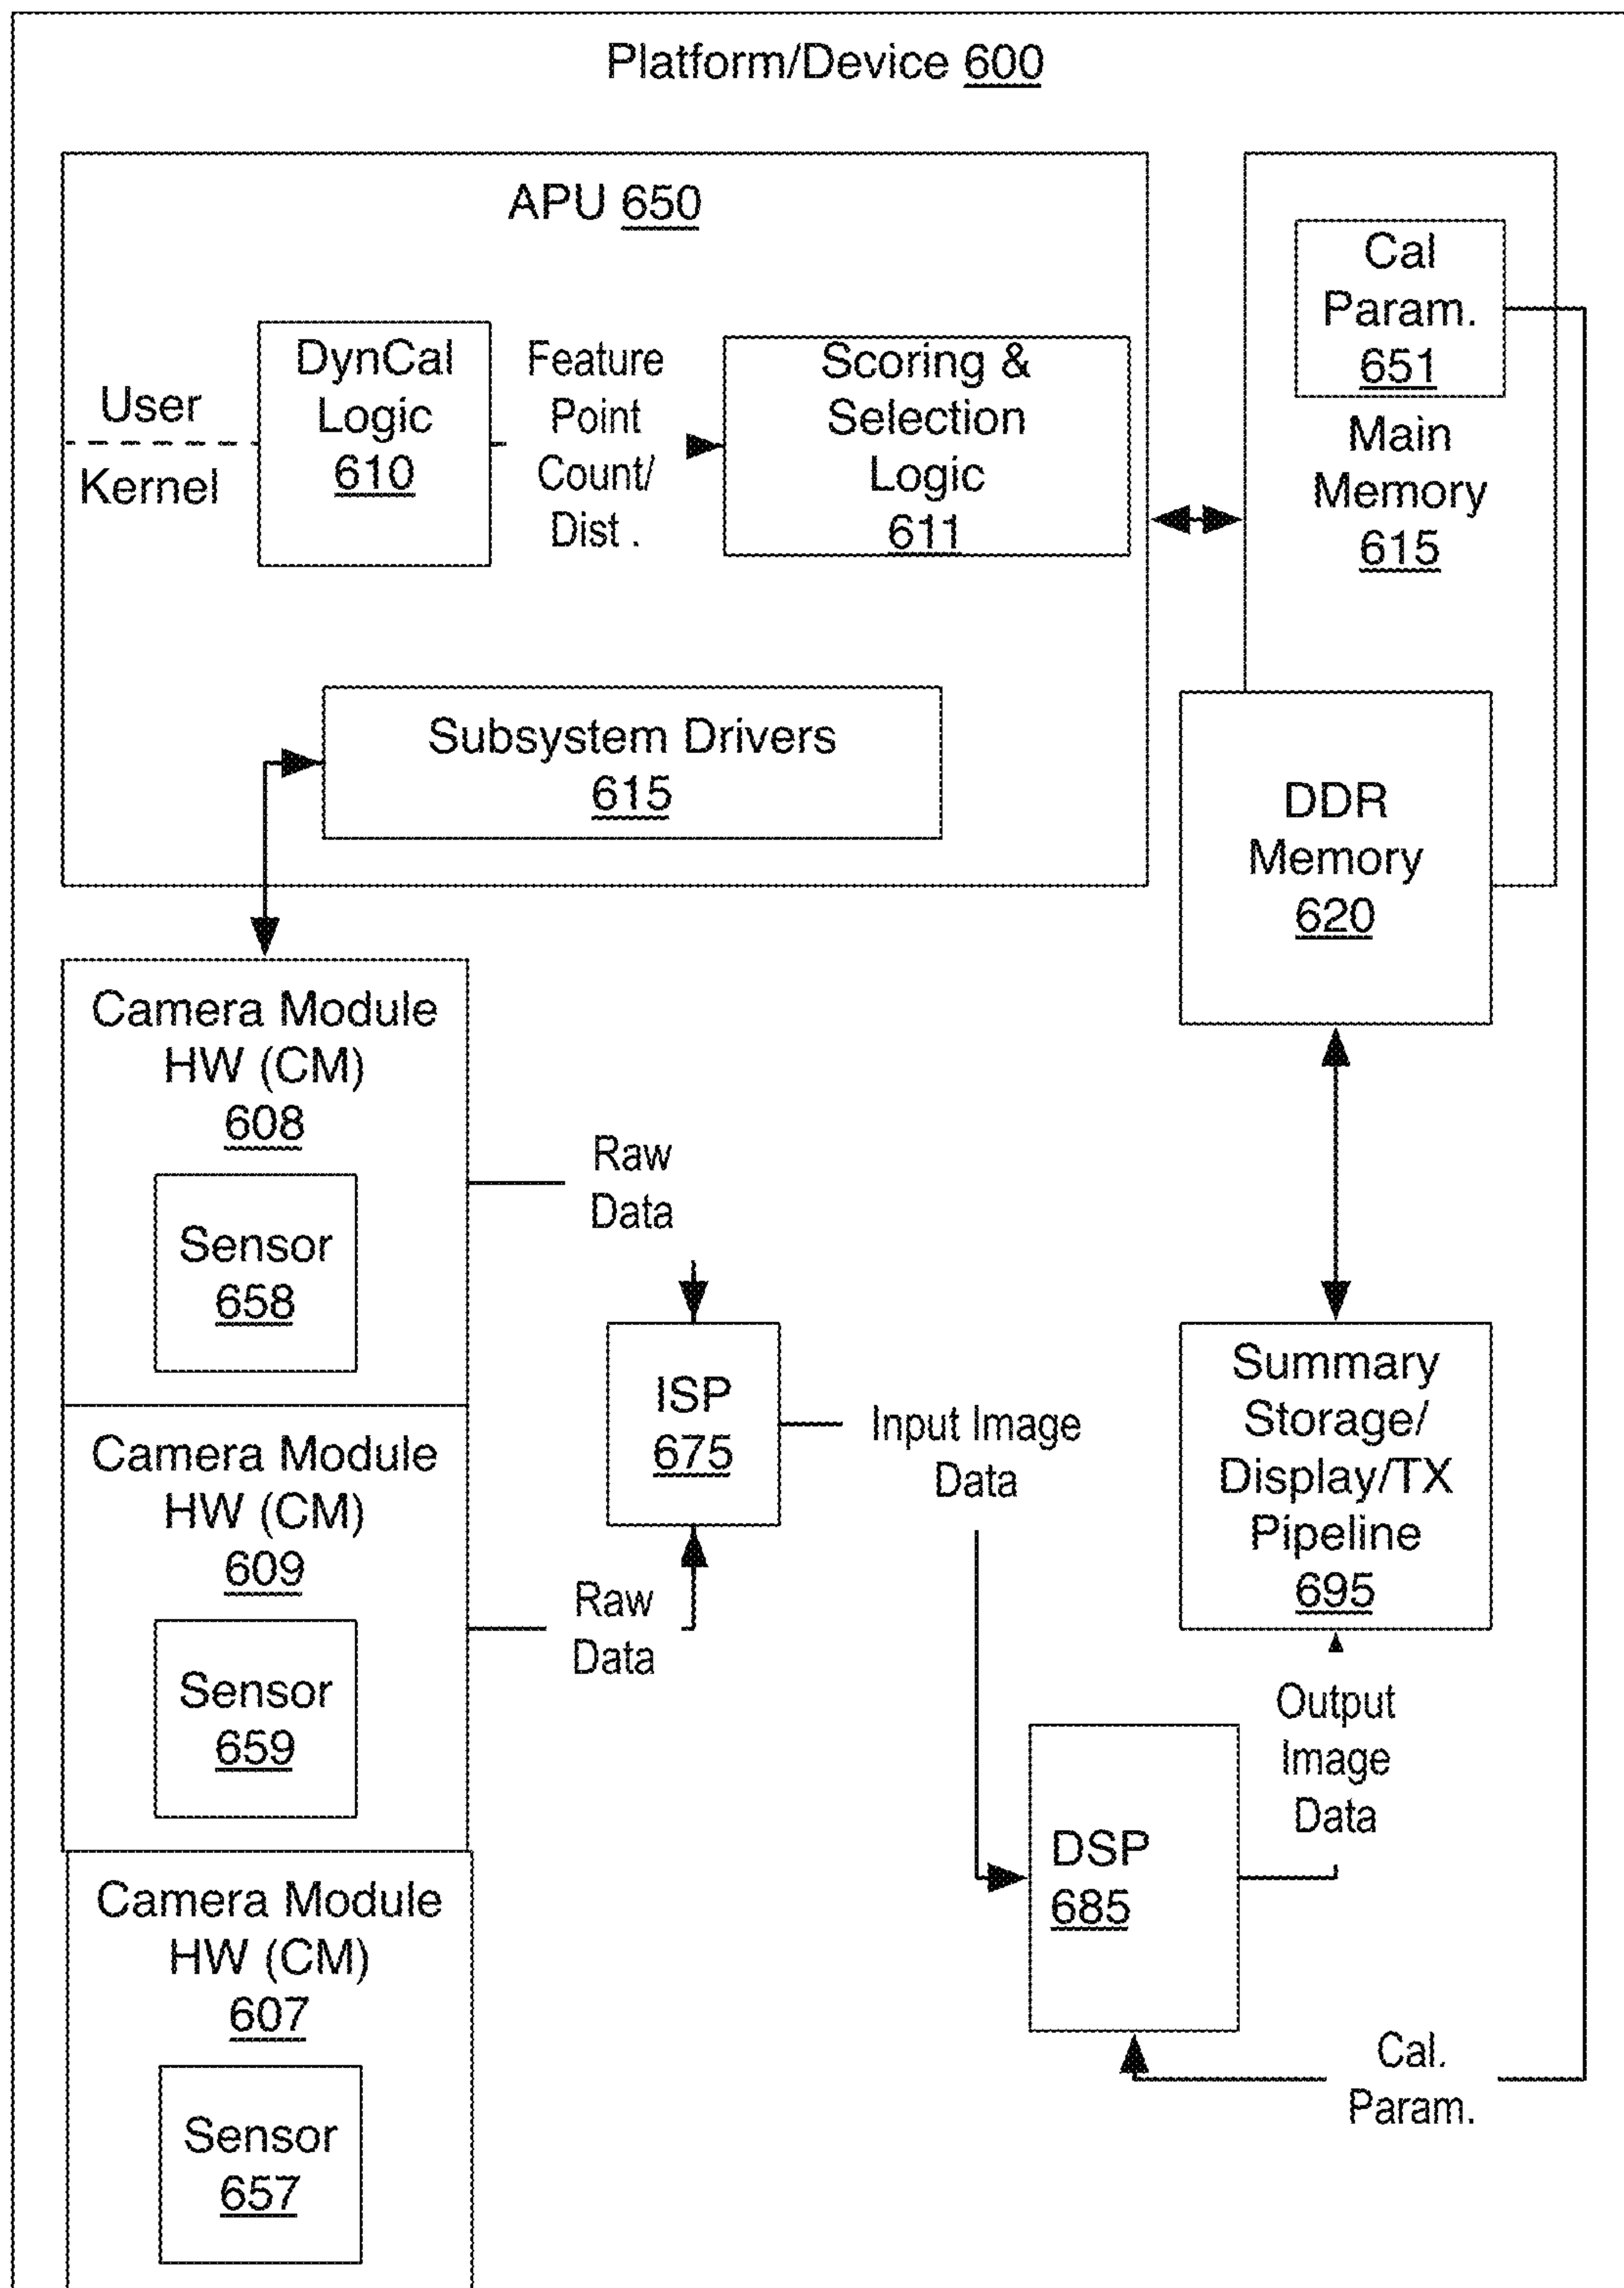 Platform/Device 600
APU 650
User
Kernel
DynCal
Logic
610
Feature
Point
Count/
Dist .
Scoring &
Selection
Logic
611
Cal
Param.
651
Main
Memory
615
Subsystem Drivers
615
DDR
Memory
620
Camera Module
HW (CM)
608
Sensor
658
Raw
Data
Camera Module
HW (CM)
609
Sensor
659
Raw
Data
ISP
675
Input Image
Data
Summary
Storage/
Display/TX
Pipeline
695
Output
Image
Data
DSP
685
Cal.
Param.
Camera Module
HW (CM)
607
Sensor
657